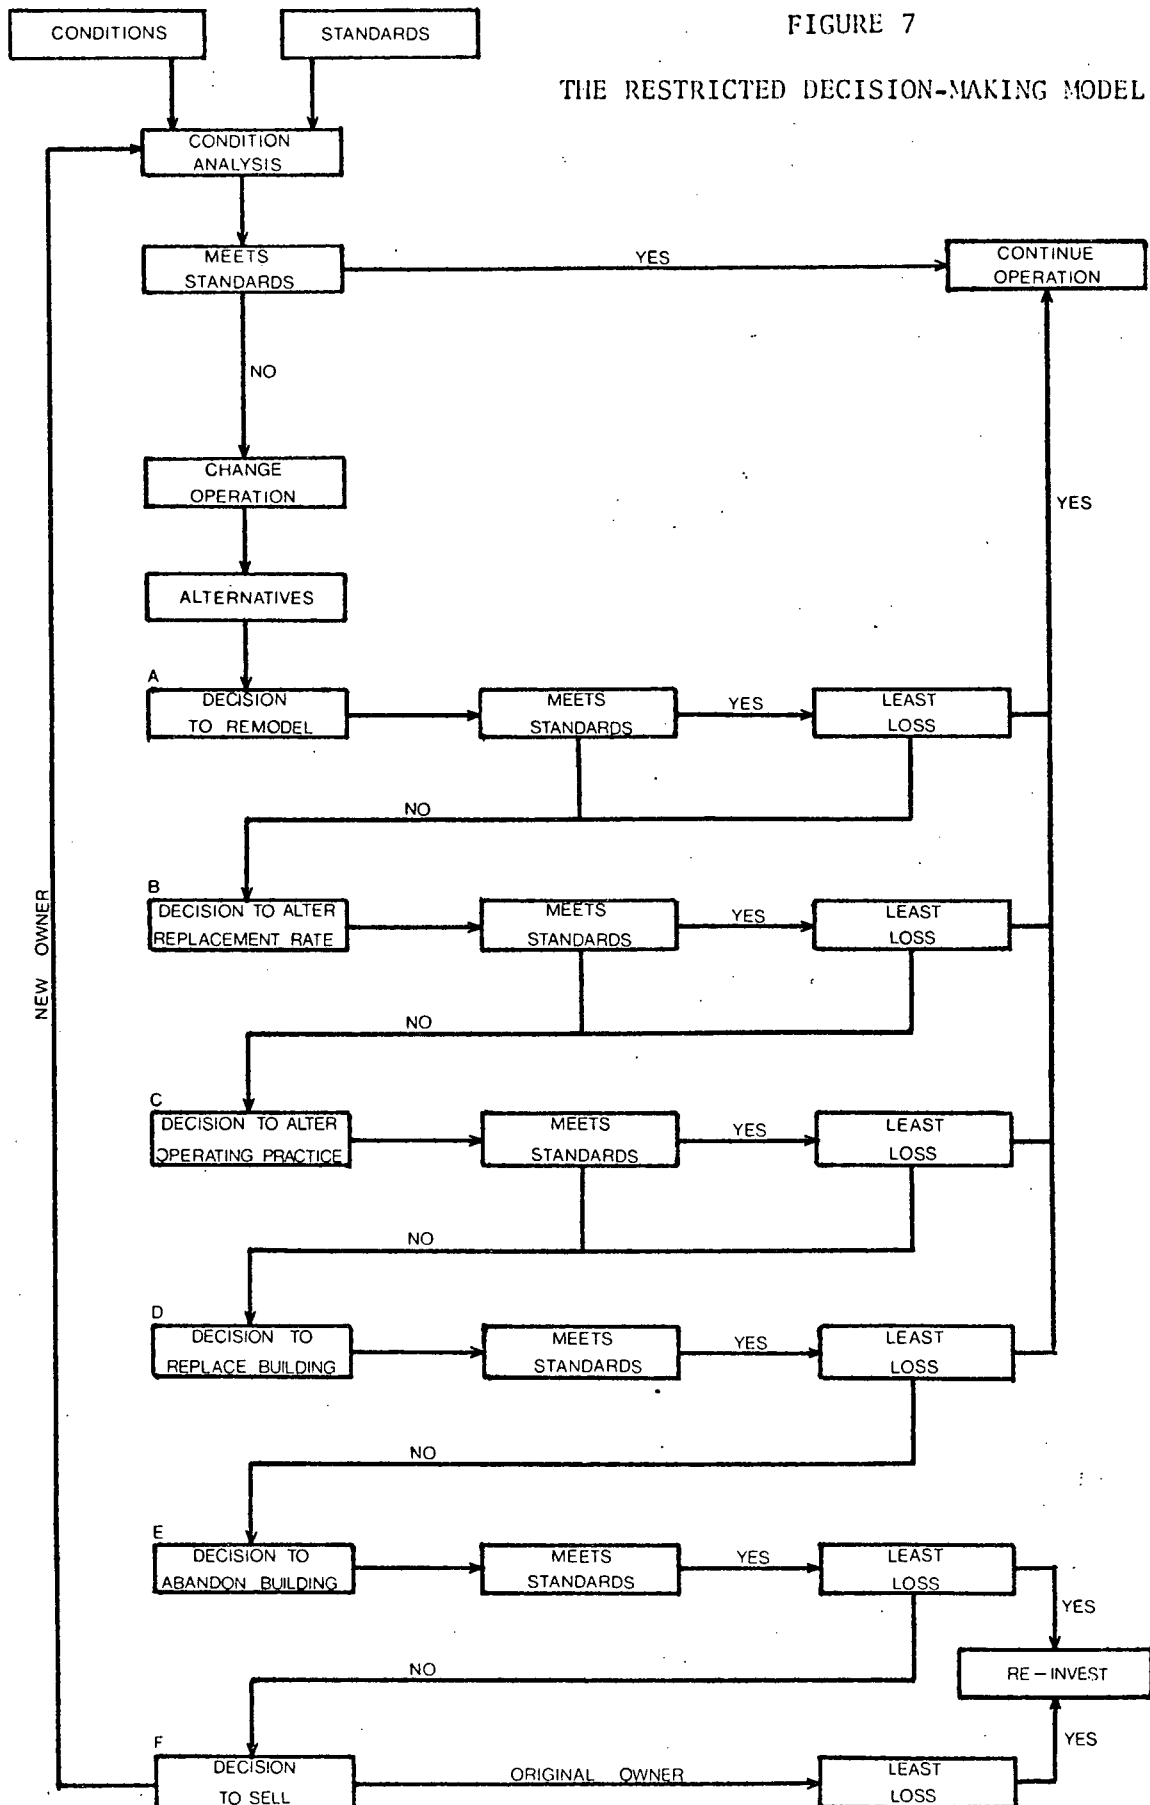 FIGURE 7
THE RESTRICTED DECISION-MAKING MODEL
CONDITIONS
STANDARDS
CONDITION
ANALYSIS
MEETS
STANDARDS
YES
CONTINUE
OPERATION
NO
CHANGE
OPERATION
YES
ALTERNATIVES
A
DECISION
TO REMODEL
MEETS
STANDARDS
YES
LEAST
LOSS
NO
B
DECISION TO ALTER
REPLACEMENT RATE
MEETS
STANDARDS
YES
LEAST
LOSS
NEW OWNER
NO
C
DECISION TO ALTER
OPERATING PRACTICE
MEETS
STANDARDS
YES
LEAST
LOSS
NO
D
DECISION TO
REPLACE BUILDING
MEETS
STANDARDS
YES
LEAST
LOSS
NO
E
DECISION TO
ABANDON BUILDING
MEETS
STANDARDS
YES
LEAST
LOSS
YES
NO
RE-INVEST
F
DECISION
TO SELL
ORIGINAL OWNER
LEAST
LOSS
YES